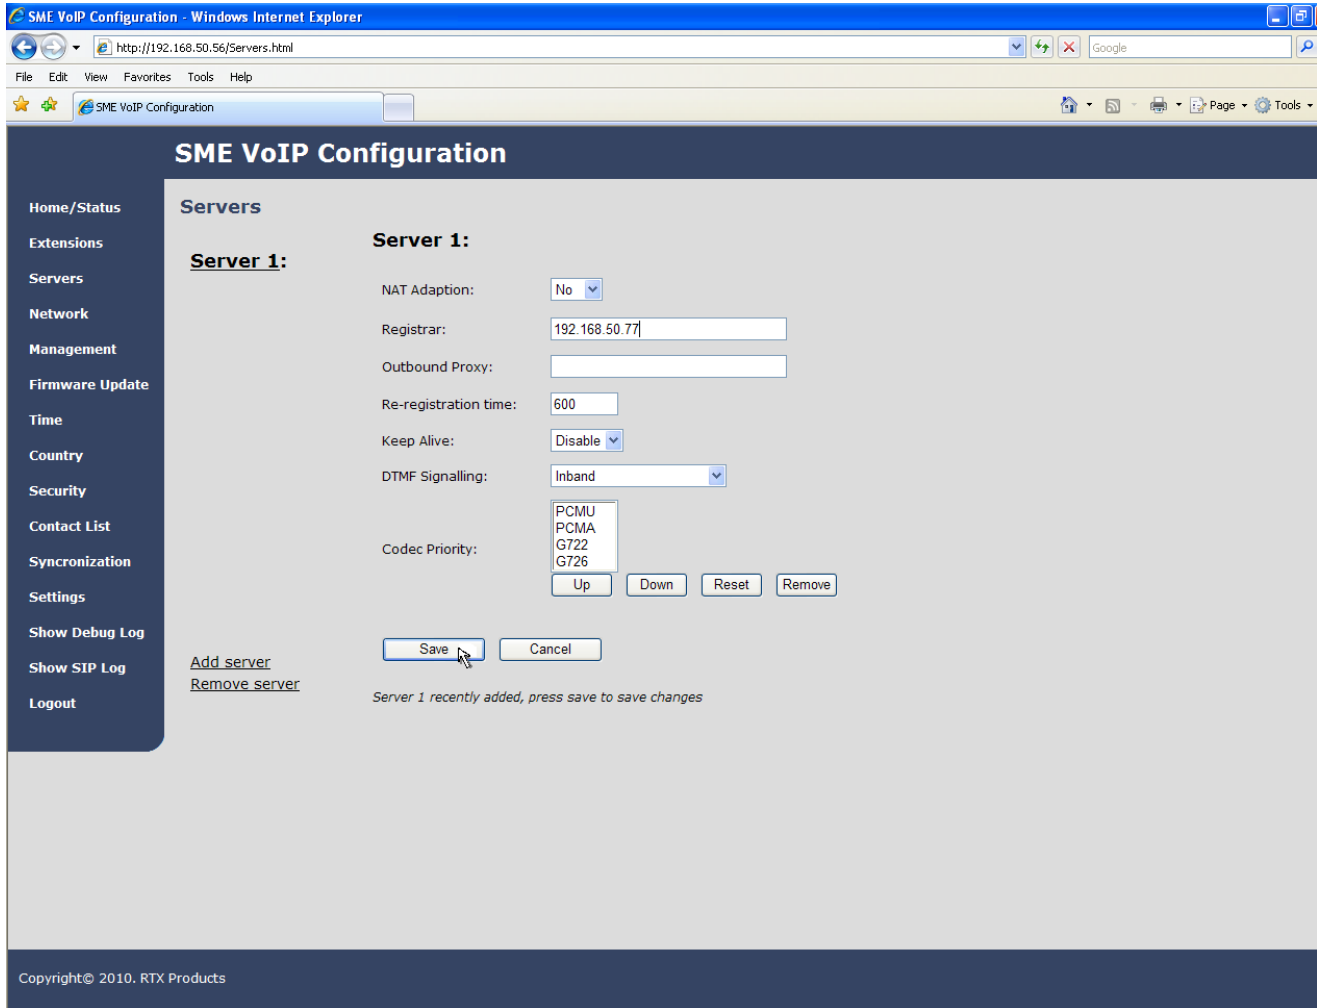 SME VoIP Configuration - Windows Internet Explorer
http://192.168.50.56/Servers.html
Google
File Edit View Favorites Tools Help
SME VoIP Configuration
Page Tools
SME VoIP Configuration
Home/Status
Extensions
Servers
Network
Management
Firmware Update
Time
Country
Security
Contact List
Syncronization
Settings
Show Debug Log
Show SIP Log
Logout
Servers
Server 1:
Add server
Remove server
Server 1:
NAT Adaption: No
Registrar: 192.168.50.77
Outbound Proxy:
Re-registration time: 600
Keep Alive: Disable
DTMF Signalling: Inband
Codec Priority:
PCMU
PCMA
G722
G726
Up Down Reset Remove
Save Cancel
Server 1 recently added, press save to save changes
Copyright© 2010. RTX Products